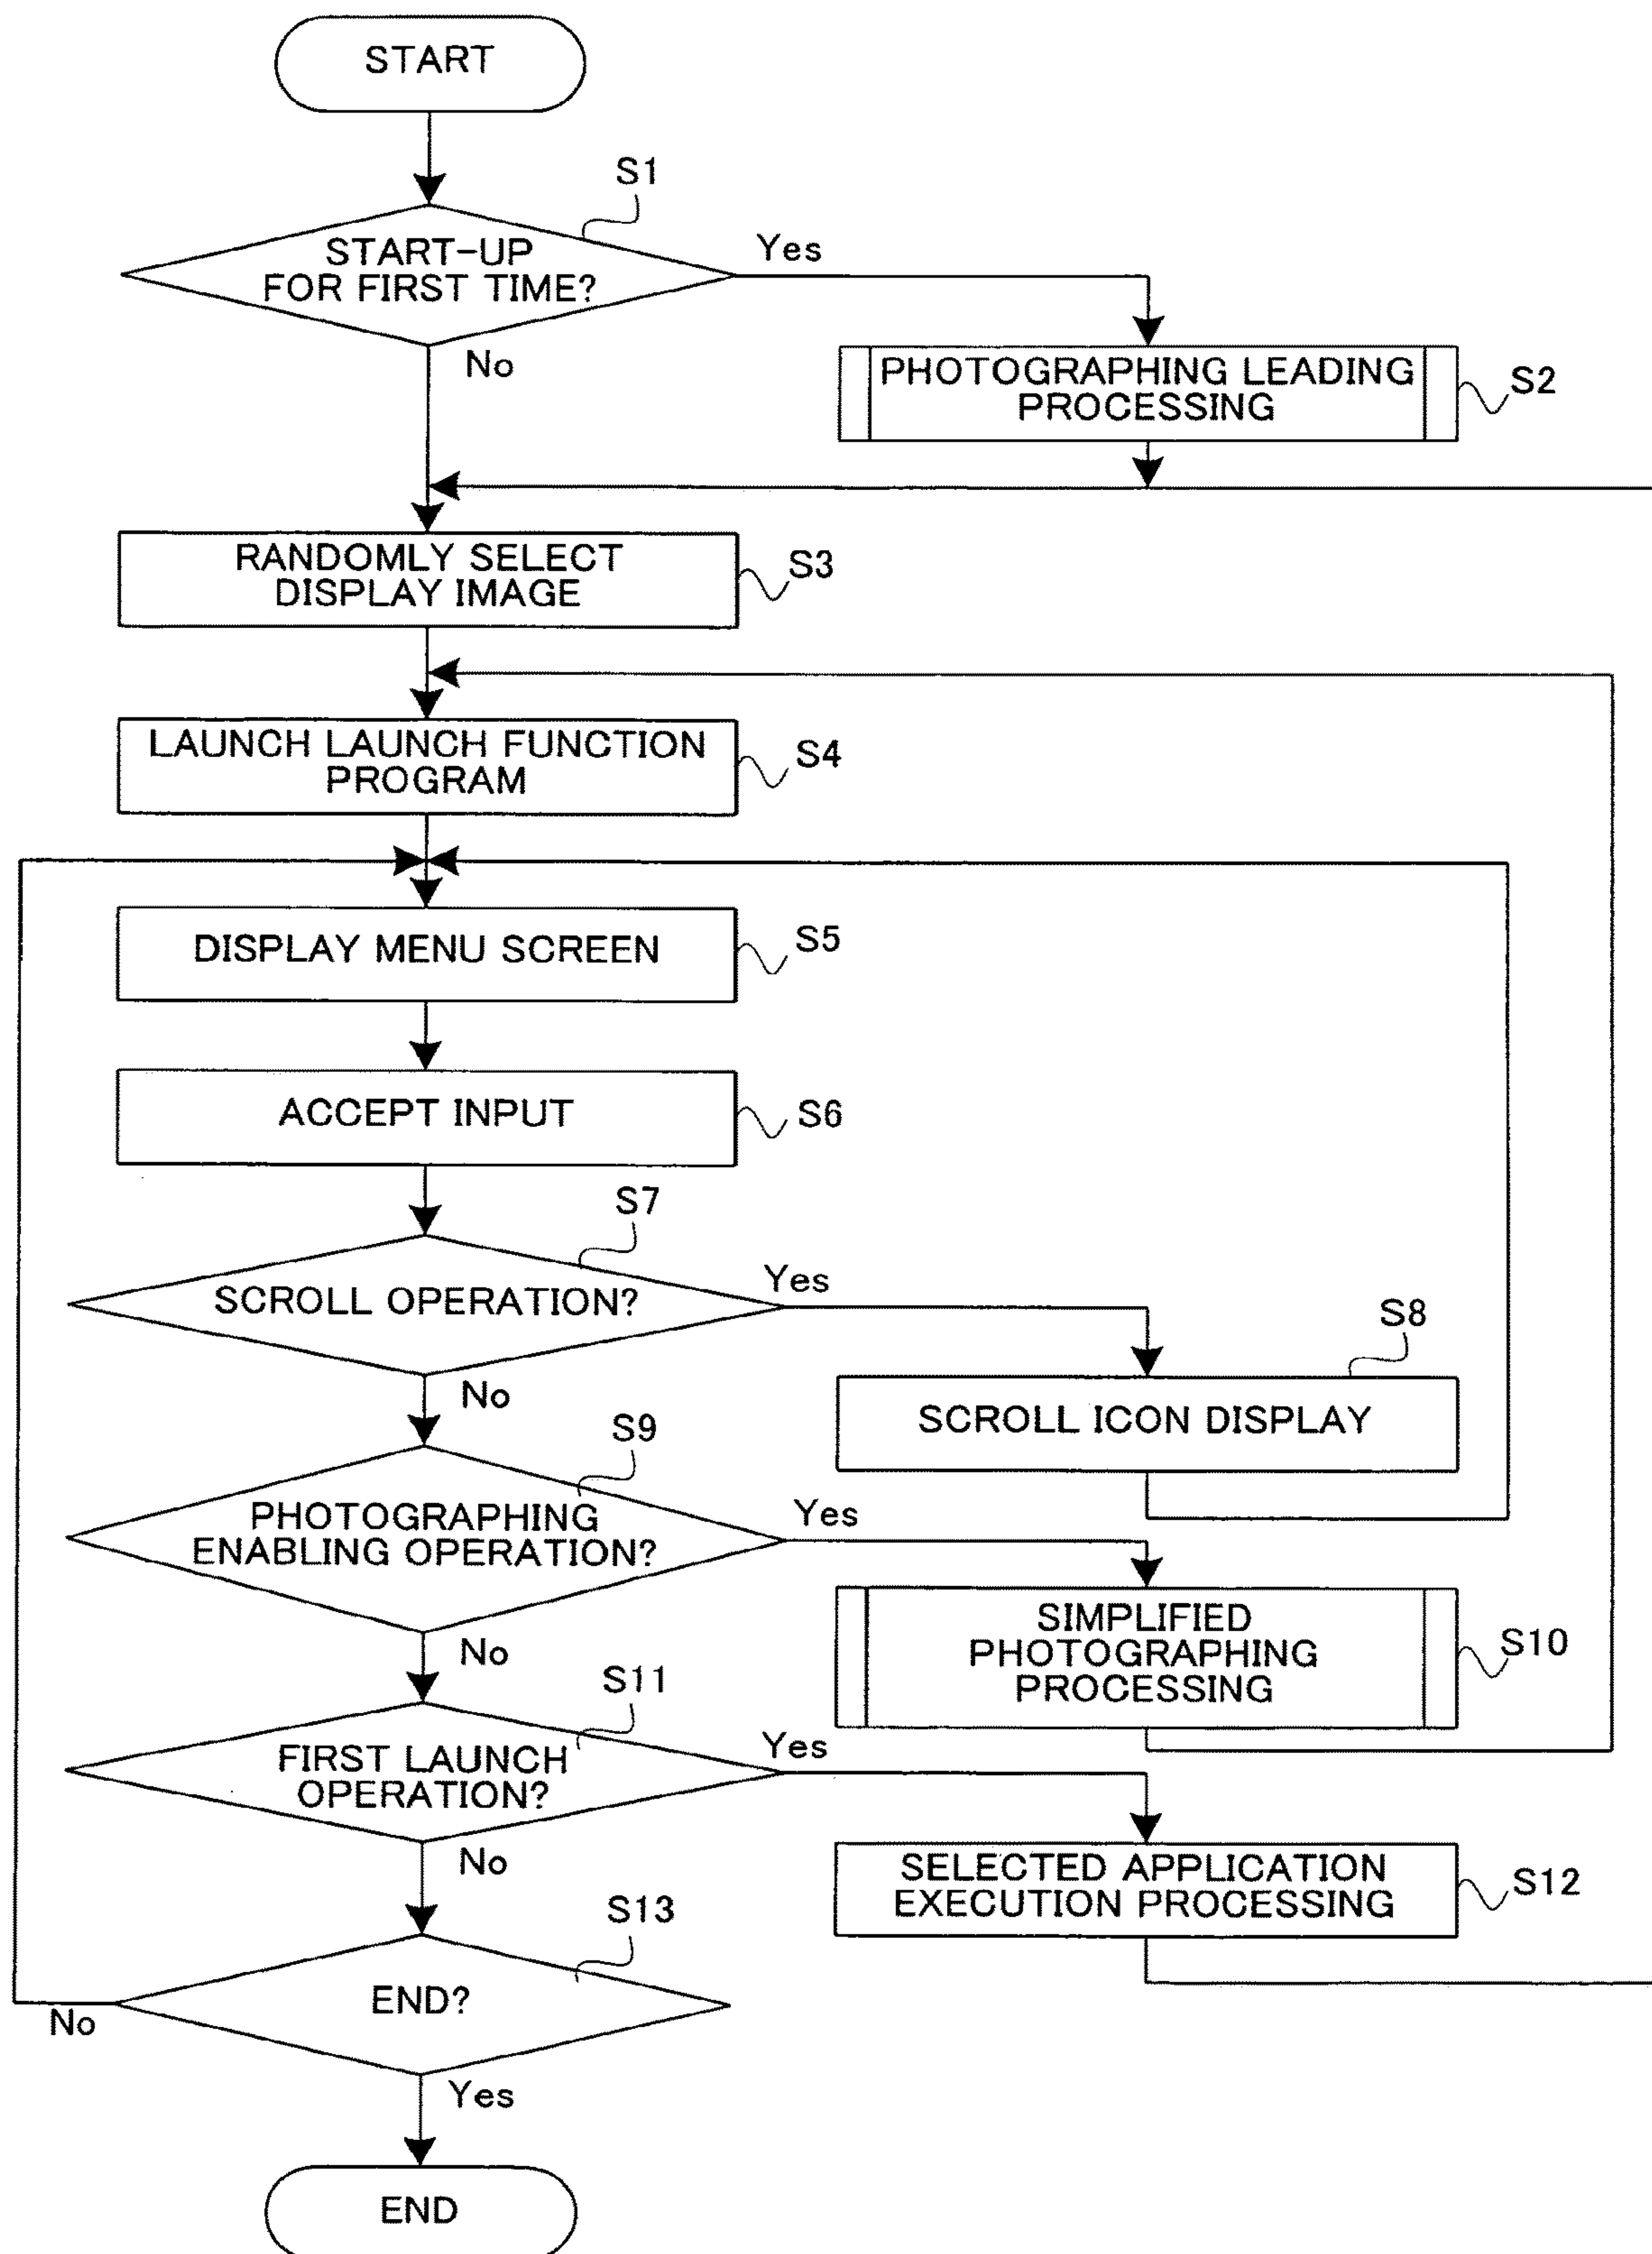 START
S1
START-UP
FOR FIRST TIME?
Yes
No
PHOTOGRAPHING LEADING
PROCESSING
S2
RANDOMLY SELECT
DISPLAY IMAGE
S3
LAUNCH LAUNCH FUNCTION
PROGRAM
S4
DISPLAY MENU SCREEN
S5
ACCEPT INPUT
S6
S7
SCROLL OPERATION?
Yes
No
S8
SCROLL ICON DISPLAY
S9
PHOTOGRAPHING
ENABLING OPERATION?
Yes
No
SIMPLIFIED
PHOTOGRAPHING
PROCESSING
S10
S11
FIRST LAUNCH
OPERATION?
Yes
No
SELECTED APPLICATION
EXECUTION PROCESSING
S12
S13
END?
No
Yes
END